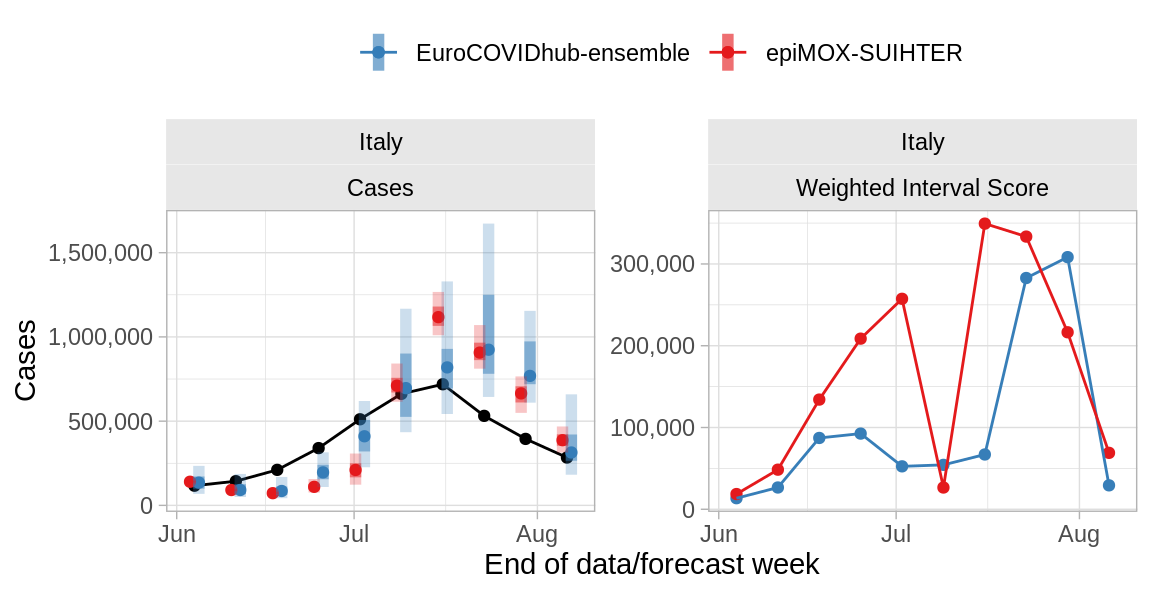 EuroCOVIDhub-ensemble epiMOX-SUIHTER
Italy Italy
Cases Weighted Interval Score
Cases
1,500,000
1,000,000
500,000
0
300,000
200,000
100,000
0
Jun Jul Aug Jun Jul Aug
End of data/forecast week